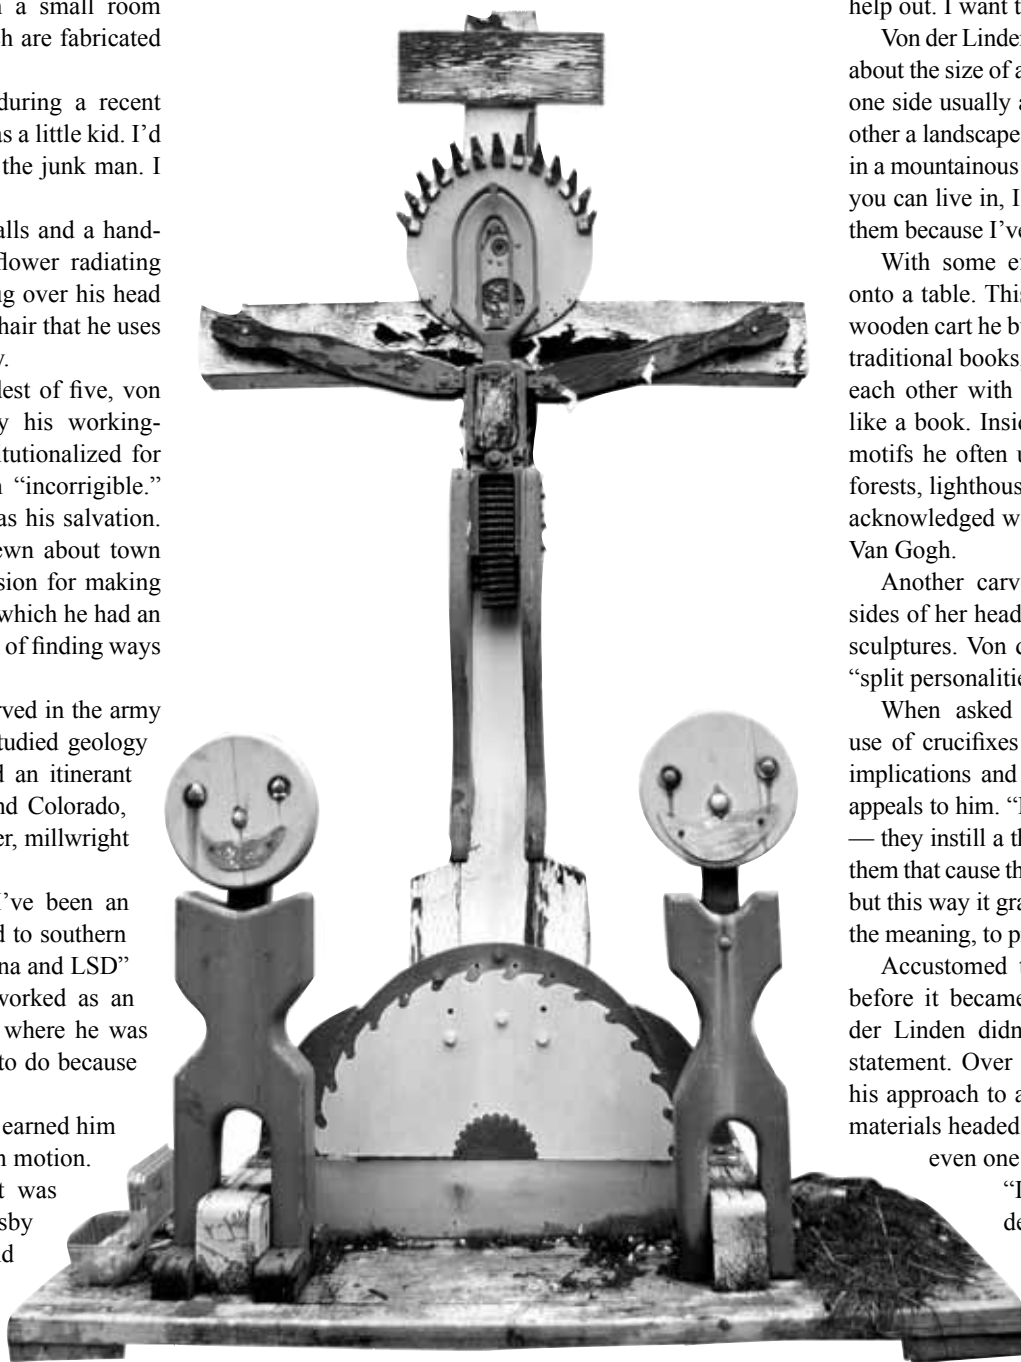 a small room
are fabricated
during a recent
as a little kid. I'd
the junk man. I
alls and a hand-
flower radiating
over his head
hair that he uses
lest of five, von
his working-
tutionalized for
“incorrigible.”
as his salvation.
ewn about town
sion for making
which he had an
of finding ways
rved in the army
tudied geology
an itinerant
nd Colorado,
er, millwright
I've been an
d to southern
na and LSD”
worked as an
where he was
to do because
earned him
n motion.
was
sby
help out. I want t
Von der Linde
about the size of a
one side usually a
other a landscape
in a mountainous
you can live in, I
them because I've
With some e
onto a table. This
wooden cart he b
traditional books
each other with
like a book. Insi
motifs he often u
forests, lighthous
acknowledged w
Van Gogh.
Another carv
sides of her head
sculptures. Von d
“split personalitie
When asked
use of crucifixes
implications and
appeals to him. “I
— they instill a th
them that cause th
but this way it gra
the meaning, to p
Accustomed t
before it became
der Linden didn
statement. Over
his approach to a
materials headed
even one
“I
de